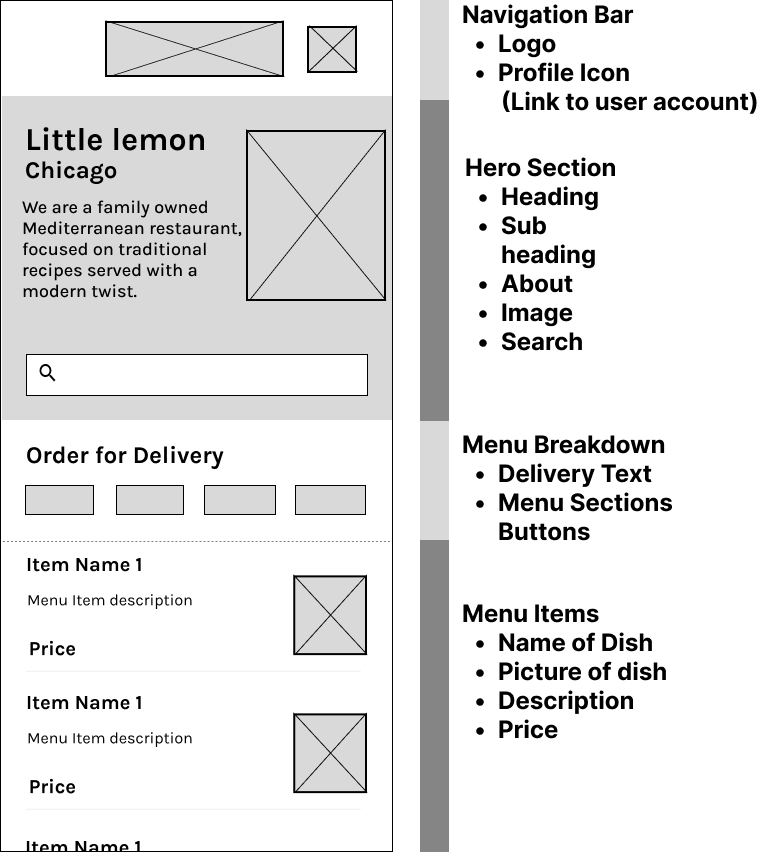 Little lemon
Chicago
We are a family owned
Mediterranean restaurant,
focused on traditional
recipes served with a
modern twist.
Order for Delivery
Item Name 1
Menu Item description
Price
Item Name 1
Menu Item description
Price
Item Name 1
Navigation Bar
• Logo
• Profile Icon
(Link to user account)
Hero Section
• Heading
• Sub
heading
• About
• Image
• Search
Menu Breakdown
• Delivery Text
• Menu Sections
Buttons
Menu Items
• Name of Dish
• Picture of dish
• Description
• Price